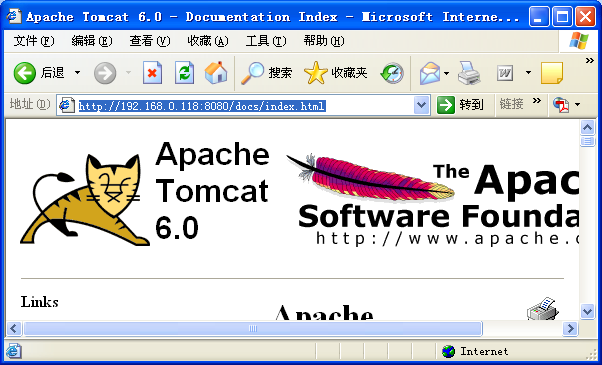 Apache Tomcat 6.0 - Documentation Index - Microsoft Interne...
文件(F) 编辑(E) 查看(V) 收藏(A) 工具(T) 帮助(H)
后退 搜索 收藏夹 W »
地址(D) http://192.168.0.118:8080/docs/index.html 转到 链接 »
Apache
Tomcat
6.0
The Apac
Software Founda
http://www.apache.o
Links
Apache
Internet